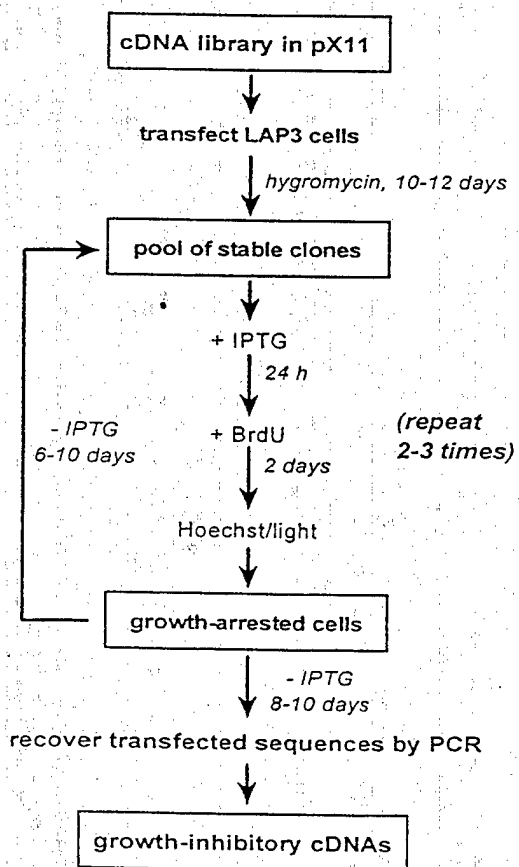 cDNA library in pX11
transfect LAP3 cells
hygromycin, 10-12 days
pool of stable clones
+ IPTG
24 h
- IPTG
6-10 days
+ BrdU
2 days
(repeat
2-3 times)
Hoechst/light
growth-arrested cells
- IPTG
8-10 days
recover transfected sequences by PCR
growth-inhibitory cDNAs